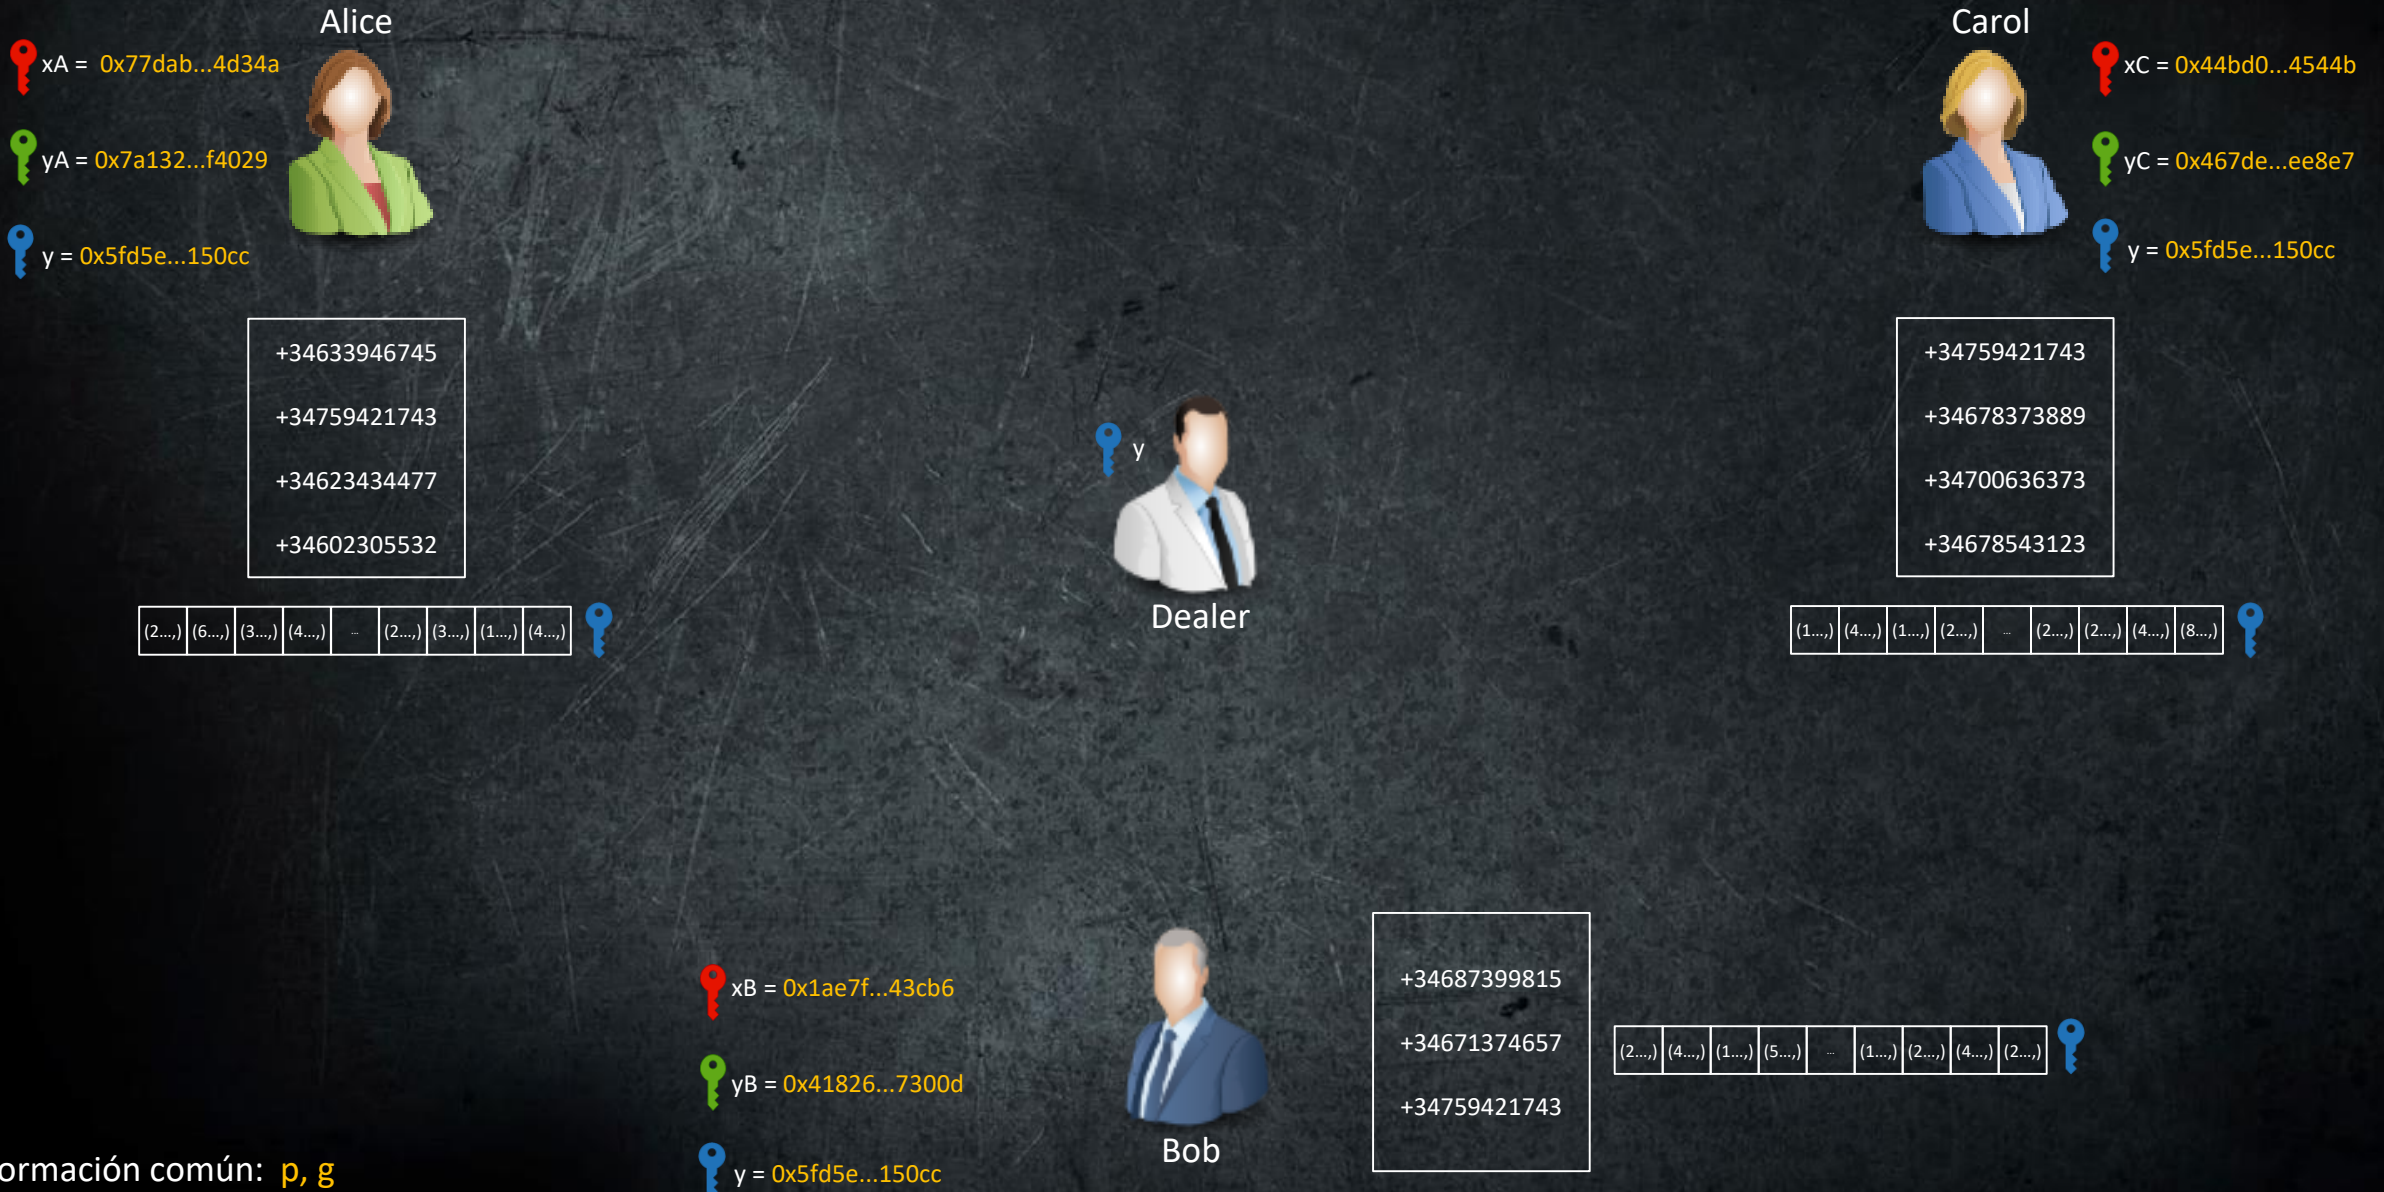 Alice
xA = 0x77dab...4d34a
yA = 0x7a132...f4029
y = 0x5fd5e...150cc
+34633946745
+34759421743
+34623434477
+34602305532
(2...,) (6...,) (3...,) (4...,) ... (2...,) (3...,) (1...,) (4...,)
Carol
xC = 0x44bd0...4544b
yC = 0x467de...ee8e7
y = 0x5fd5e...150cc
+34759421743
+34678373889
+34700636373
+34678543123
(1...,) (4...,) (1...,) (2...,) ... (2...,) (2...,) (4...,) (8...,)
y
Dealer
xB = 0x1ae7f...43cb6
yB = 0x41826...7300d
y = 0x5fd5e...150cc
Bob
+34687399815
+34671374657
+34759421743
(2...,) (4...,) (1...,) (5...,) ... (1...,) (2...,) (4...,) (2...,)
ormación común: p, g